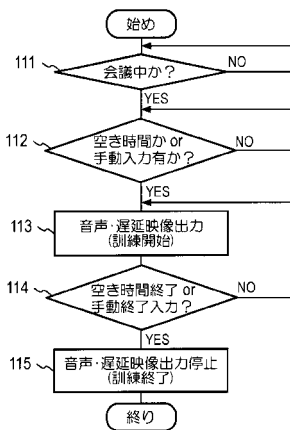 始め
111
会議中か?
NO
YES
112
空き時間か or
手動入力有か?
NO
YES
113
音声・遅延映像出力
(訓練開始)
114
空き時間終了 or
手動終了入力?
NO
YES
115
音声・遅延映像出力停止
(訓練終了)
終り